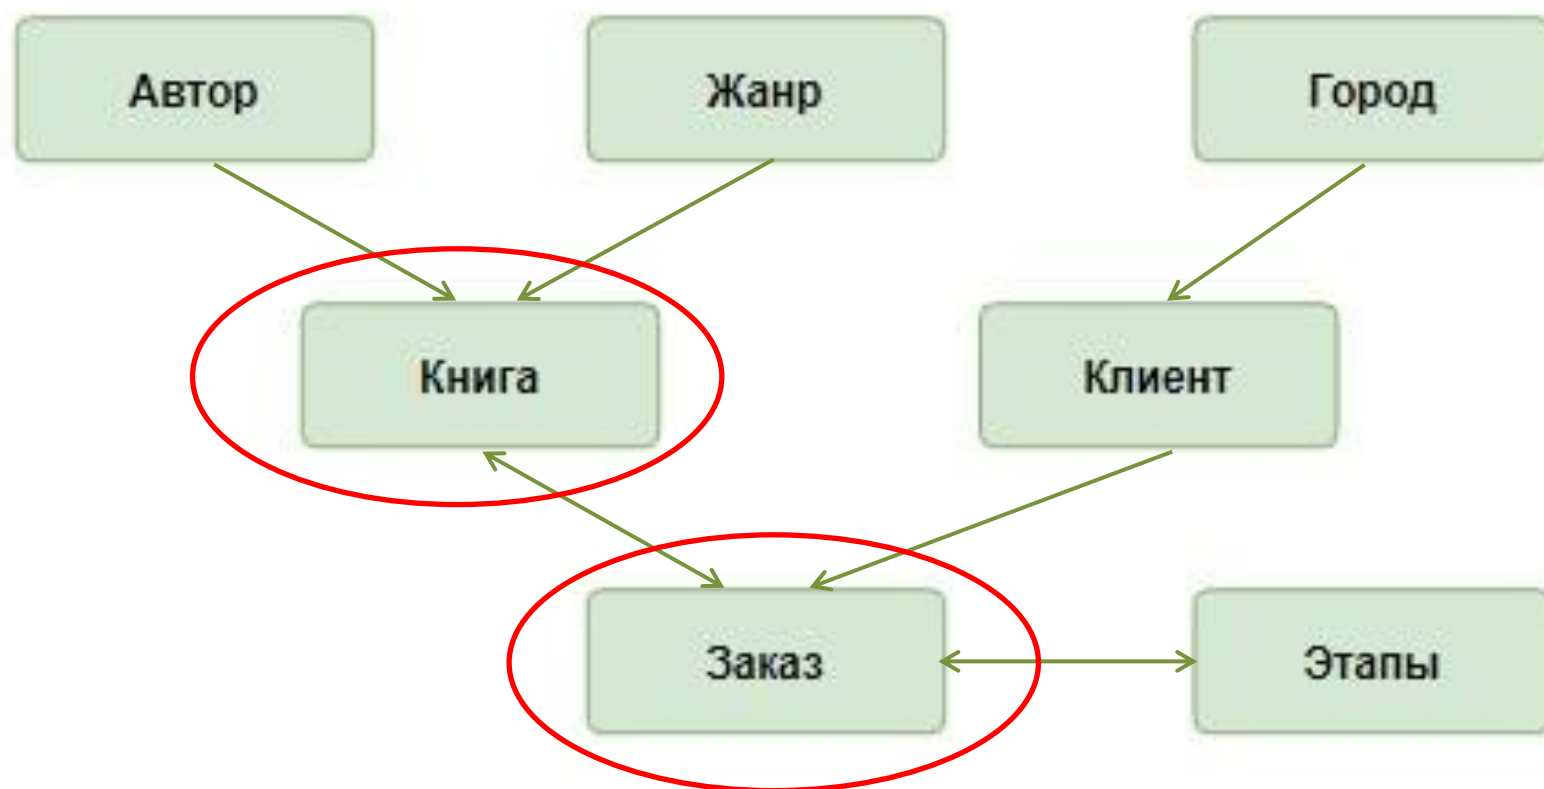 Автор
Жанр
Город
Книга
Клиент
Заказ
Этапы